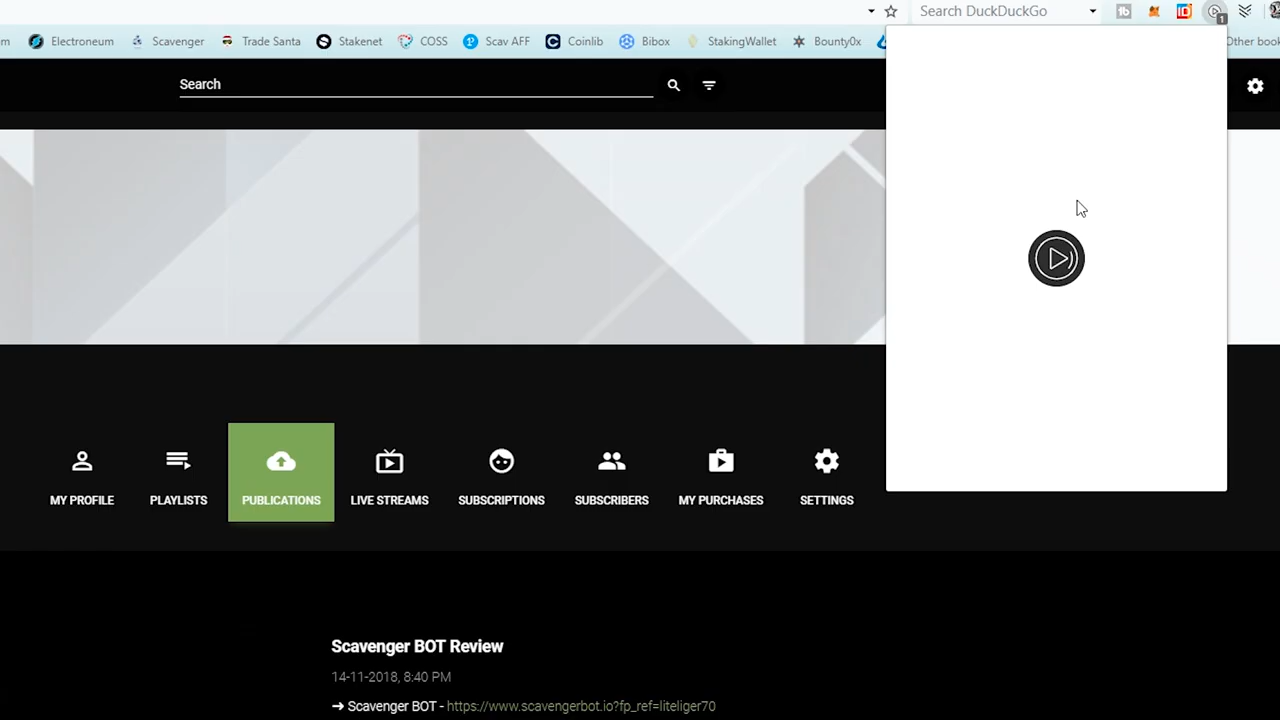 Search DuckDuckGo
1
Electroneum
Scavenger
Trade Santa
Stakenet
COSS
Scav AFF
Coinlib
Bibox
StakingWallet
Bounty0x
Other book
Search
MY PROFILE
PLAYLISTS
PUBLICATIONS
LIVE STREAMS
SUBSCRIPTIONS
SUBSCRIBERS
MY PURCHASES
SETTINGS
Scavenger BOT Review
14-11-2018, 8:40 PM
➜ Scavenger BOT - https://www.scavengerbot.io?fp_ref=liteliger70